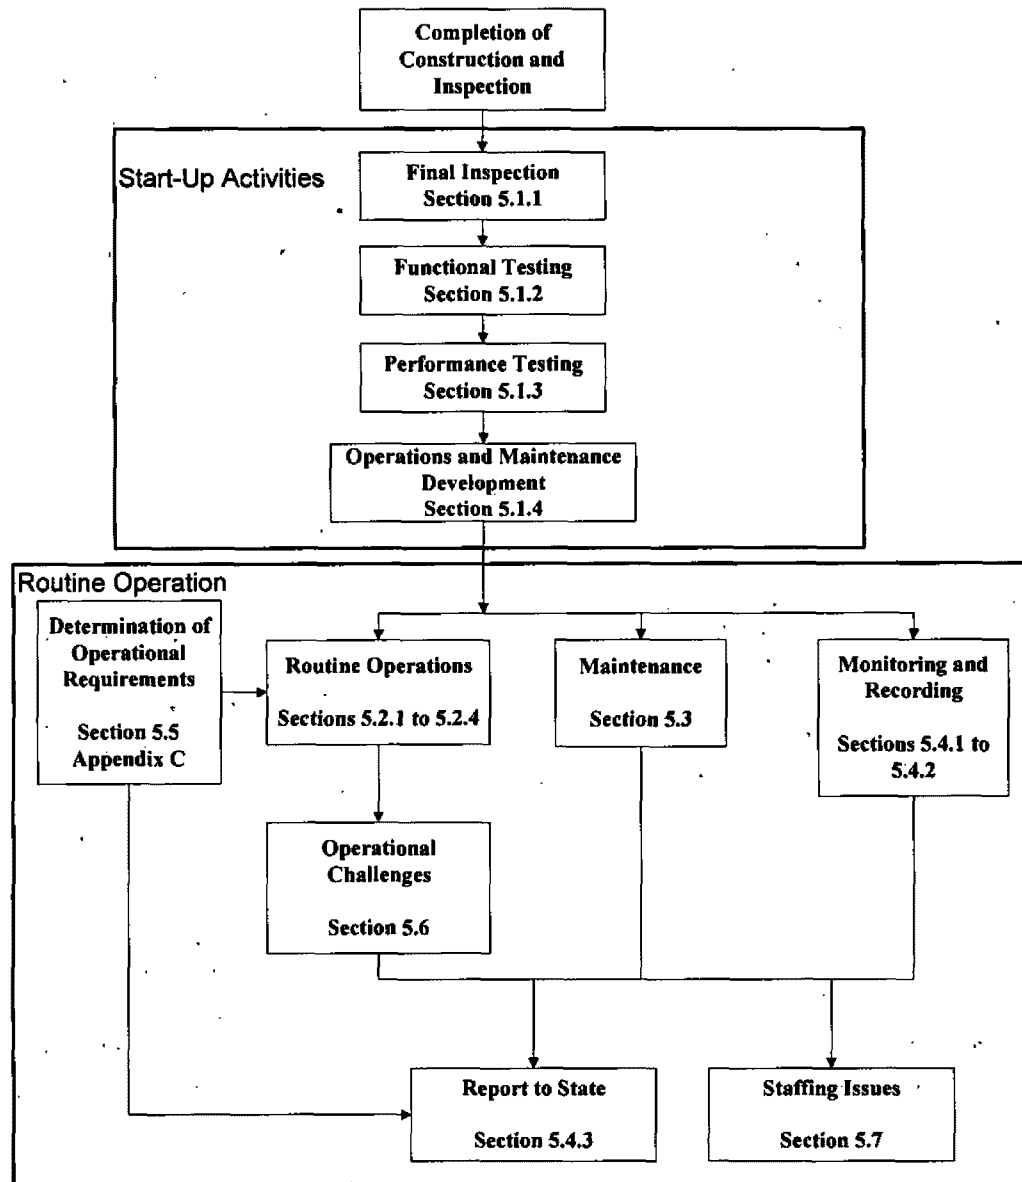 Completion of
Construction and
Inspection
Start-Up Activities
Final Inspection
Section 5.1.1
Functional Testing
Section 5.1.2
Performance Testing
Section 5.1.3
Operations and Maintenance
Development
Section 5.1.4
Routine Operation
Determination of
Operational
Requirements
Section 5.5
Appendix C
Routine Operations
Sections 5.2.1 to 5.2.4
Maintenance
Section 5.3
Monitoring and
Recording
Sections 5.4.1 to
5.4.2
Operational
Challenges
Section 5.6
Report to State
Section 5.4.3
Staffing Issues
Section 5.7